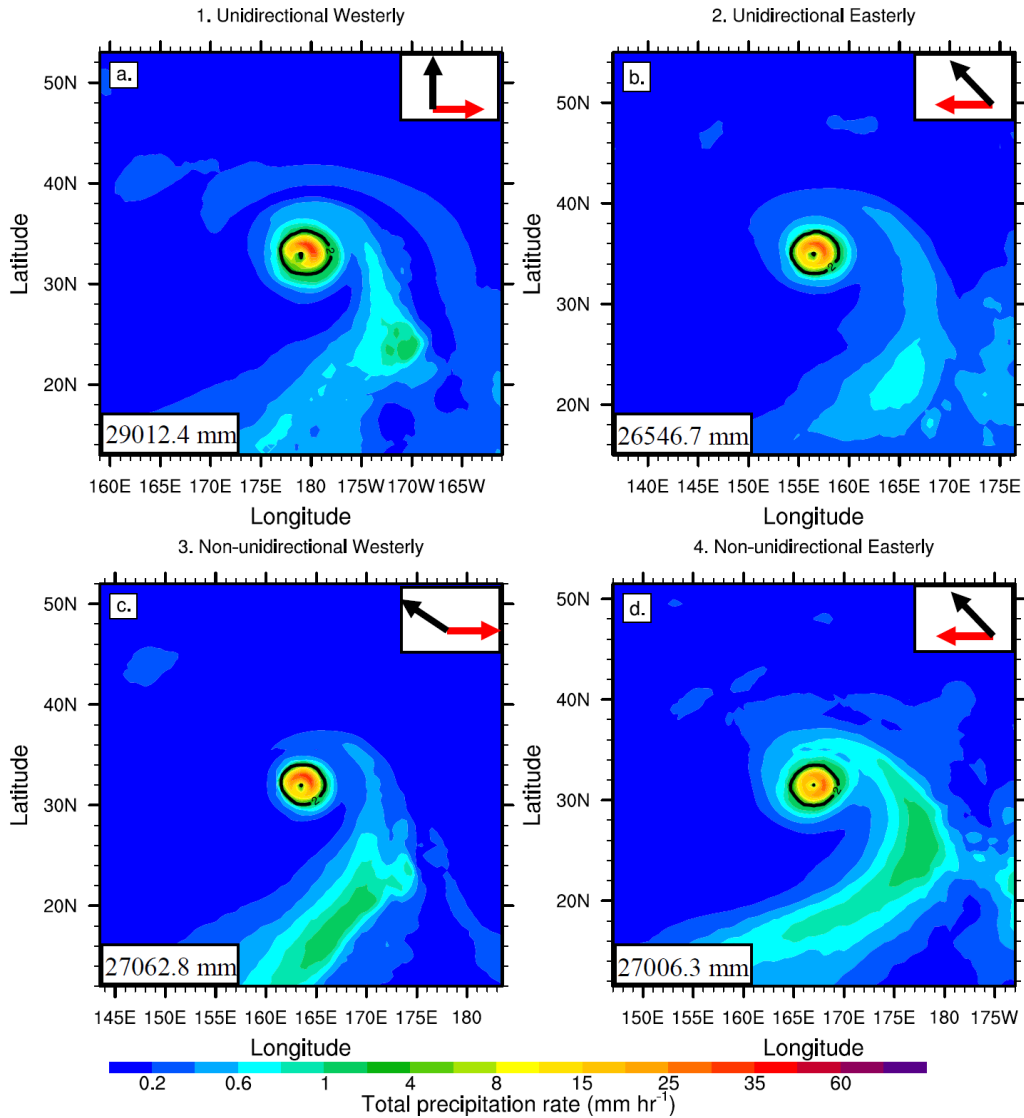 1. Unidirectional Westerly
2. Unidirectional Easterly
a.
b.
50N
40N
30N
20N
Latitude
2
29012.4 mm
160E 165E 170E 175E 180 175W 170W 165W
Longitude
50N
40N
30N
20N
Latitude
2
26546.7 mm
140E 145E 150E 155E 160E 165E 170E 175E
Longitude
3. Non-unidirectional Westerly
4. Non-unidirectional Easterly
c.
d.
50N
40N
30N
20N
Latitude
2
27062.8 mm
145E 150E 155E 160E 165E 170E 175E 180
Longitude
50N
40N
30N
20N
Latitude
2
27006.3 mm
150E 155E 160E 165E 170E 175E 180 175W
Longitude
0.2 0.6 1 4 8 15 25 35 60
Total precipitation rate (mm hr⁻¹)